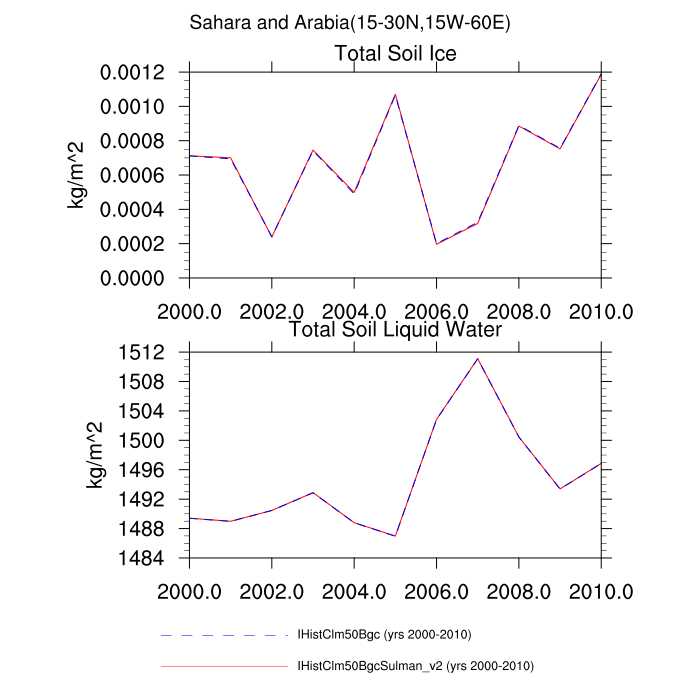 Sahara and Arabia(15-30N,15W-60E)
Total Soil Ice
0.0012
0.0010
0.0008
0.0006
0.0004
0.0002
0.0000
kg/m^2
2000.0 2002.0 2004.0 2006.0 2008.0 2010.0
Total Soil Liquid Water
1512
1508
1504
1500
1496
1492
1488
1484
kg/m^2
2000.0 2002.0 2004.0 2006.0 2008.0 2010.0
IHistClm50Bgc (yrs 2000-2010)
IHistClm50BgcSulman_v2 (yrs 2000-2010)